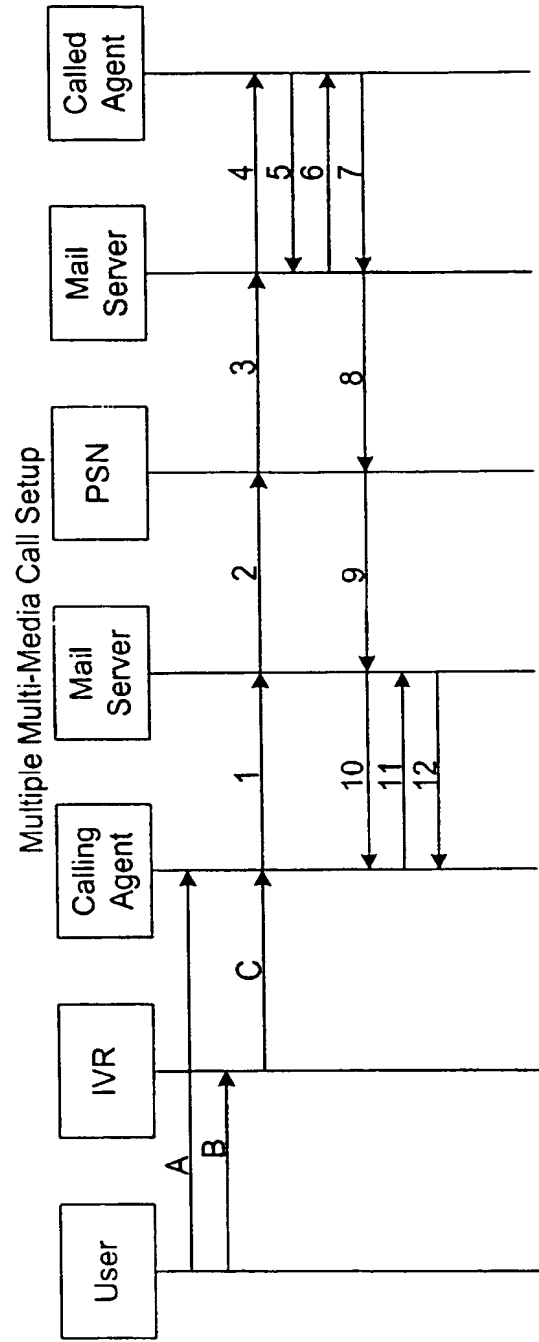 Multiple Multi-Media Call Setup
User
IVR
Calling
Agent
Mail
Server
PSN
Mail
Server
Called
Agent
A
B
C
1
2
3
4
5
6
7
8
9
10
11
12